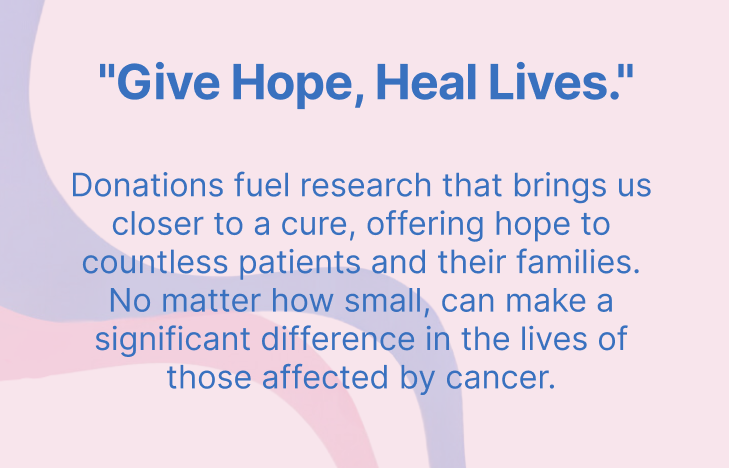 "Give Hope, Heal Lives."
Donations fuel research that brings us
closer to a cure, offering hope to
countless patients and their families.
No matter how small, can make a
significant difference in the lives of
those affected by cancer.